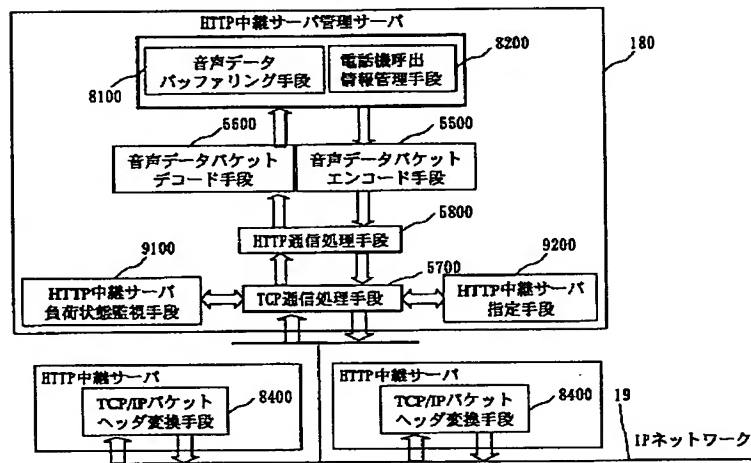 HTTP中継サーバ管理サーバ
180
音声データ
バッファリング手段
8100
電話機呼出
情報管理手段
8200
5600
5500
音声データパケット
デコード手段
音声データパケット
エンコード手段
5800
HTTP通信処理手段
9100
5700
9200
HTTP中継サーバ
負荷状態監視手段
TCP通信処理手段
HTTP中継サーバ
指定手段
HTTP中継サーバ
TCP/IPパケット
ヘッダ変換手段
8400
HTTP中継サーバ
TCP/IPパケット
ヘッダ変換手段
8400
19
IPネットワーク